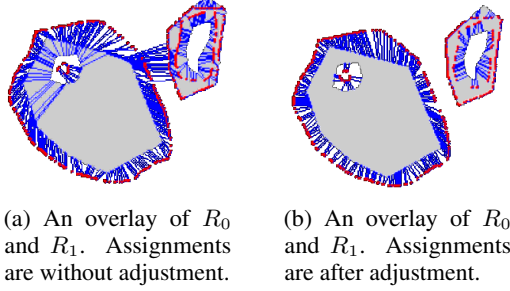 (a) An overlay of R0
and R1. Assignments
are without adjustment.
(b) An overlay of R0
and R1. Assignments
are after adjustment.